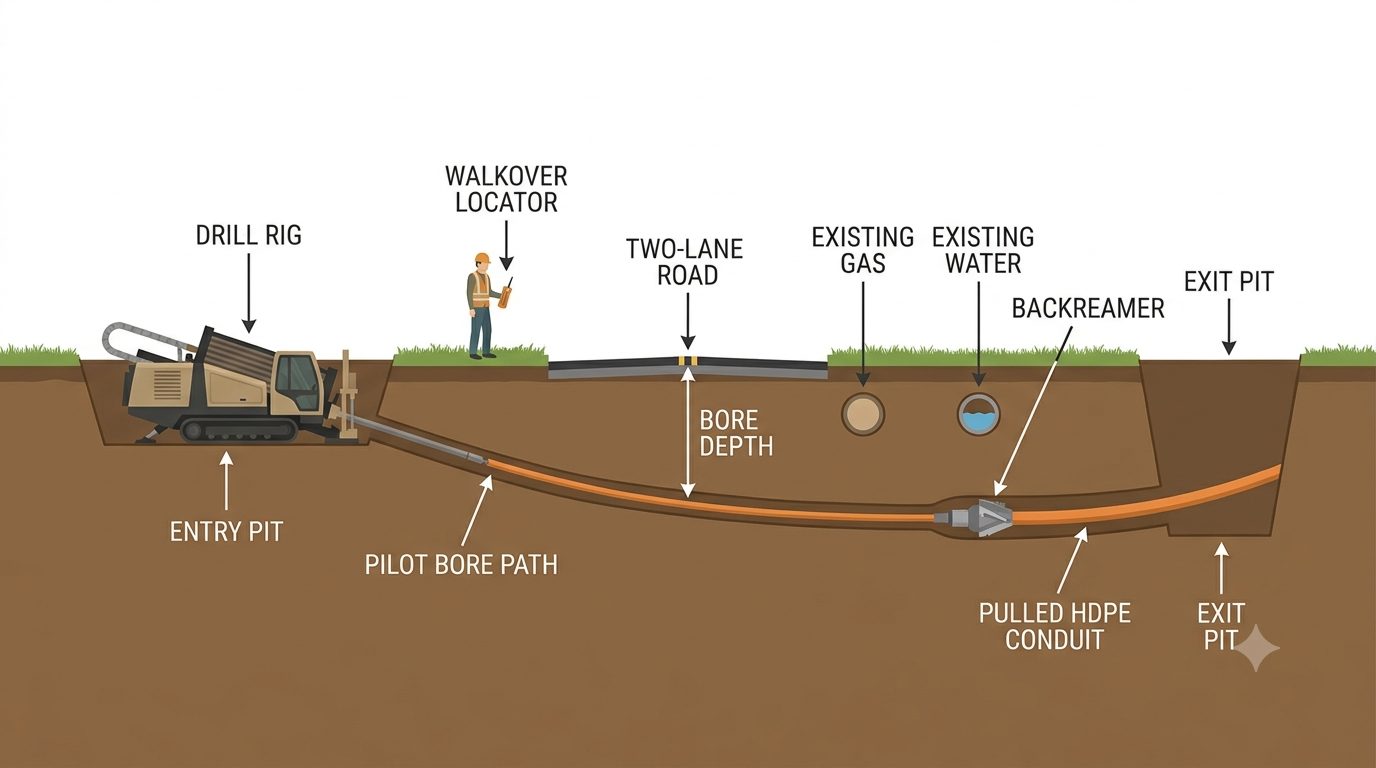 WALKOVER
LOCATOR
DRILL RIG
TWO-LANE
ROAD
EXISTING
GAS
EXISTING
WATER
EXIT PIT
BACKREAMER
BORE
DEPTH
ENTRY PIT
PILOT BORE PATH
PULLED HDPE
CONDUIT
EXIT
PIT